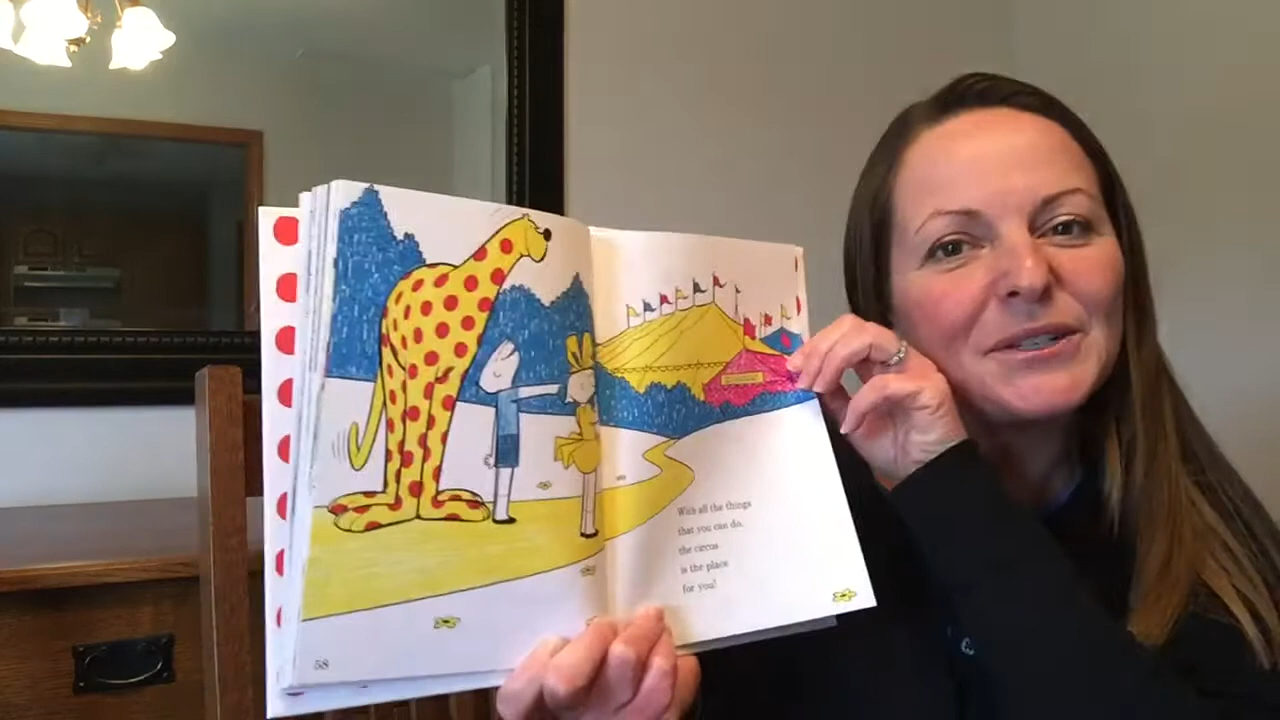 With all the things
that you can do,
the circus
is the place
for you!
58